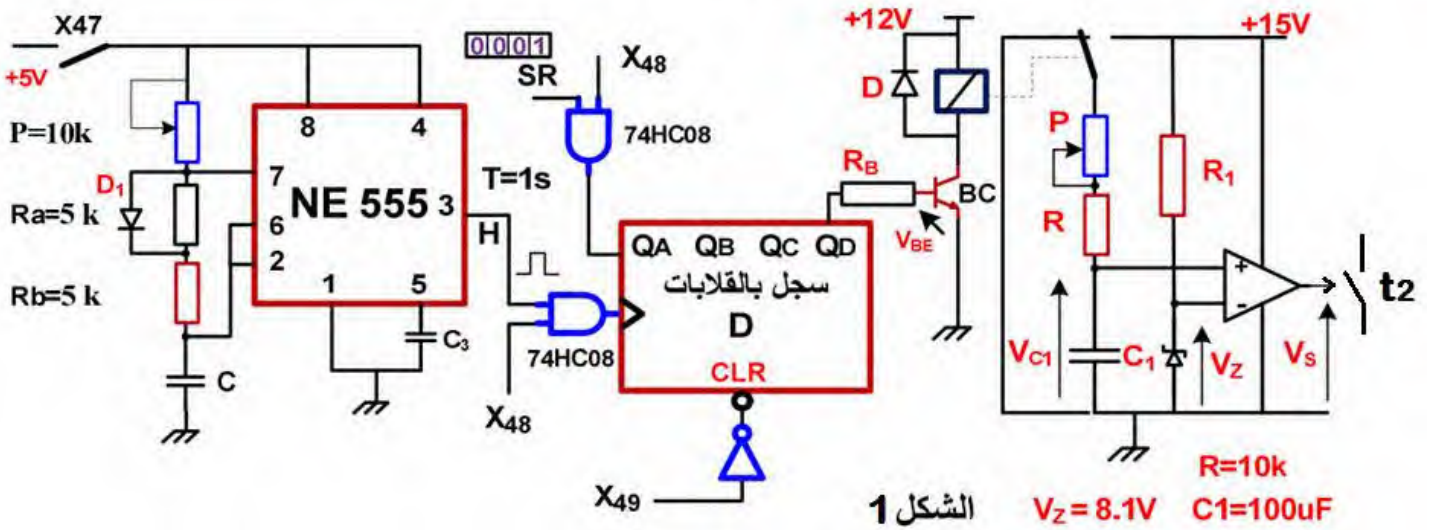 X47
+5V
P=10k
D1
Ra=5 k
Rb=5 k
C
8 4
7
NE 555 3
6
2
1 5
C3
T=1s
H
0001
SR
X48
74HC08
74HC08
X48
QA QB QC QD
سجل بالقلابات
D
CLR
X49
+12V
D
RB
BC
VBE
+15V
P
R1
R
+
-
t2
VC1
C1
VZ
VS
R=10k
الشكل 1
VZ = 8.1V
C1=100uF